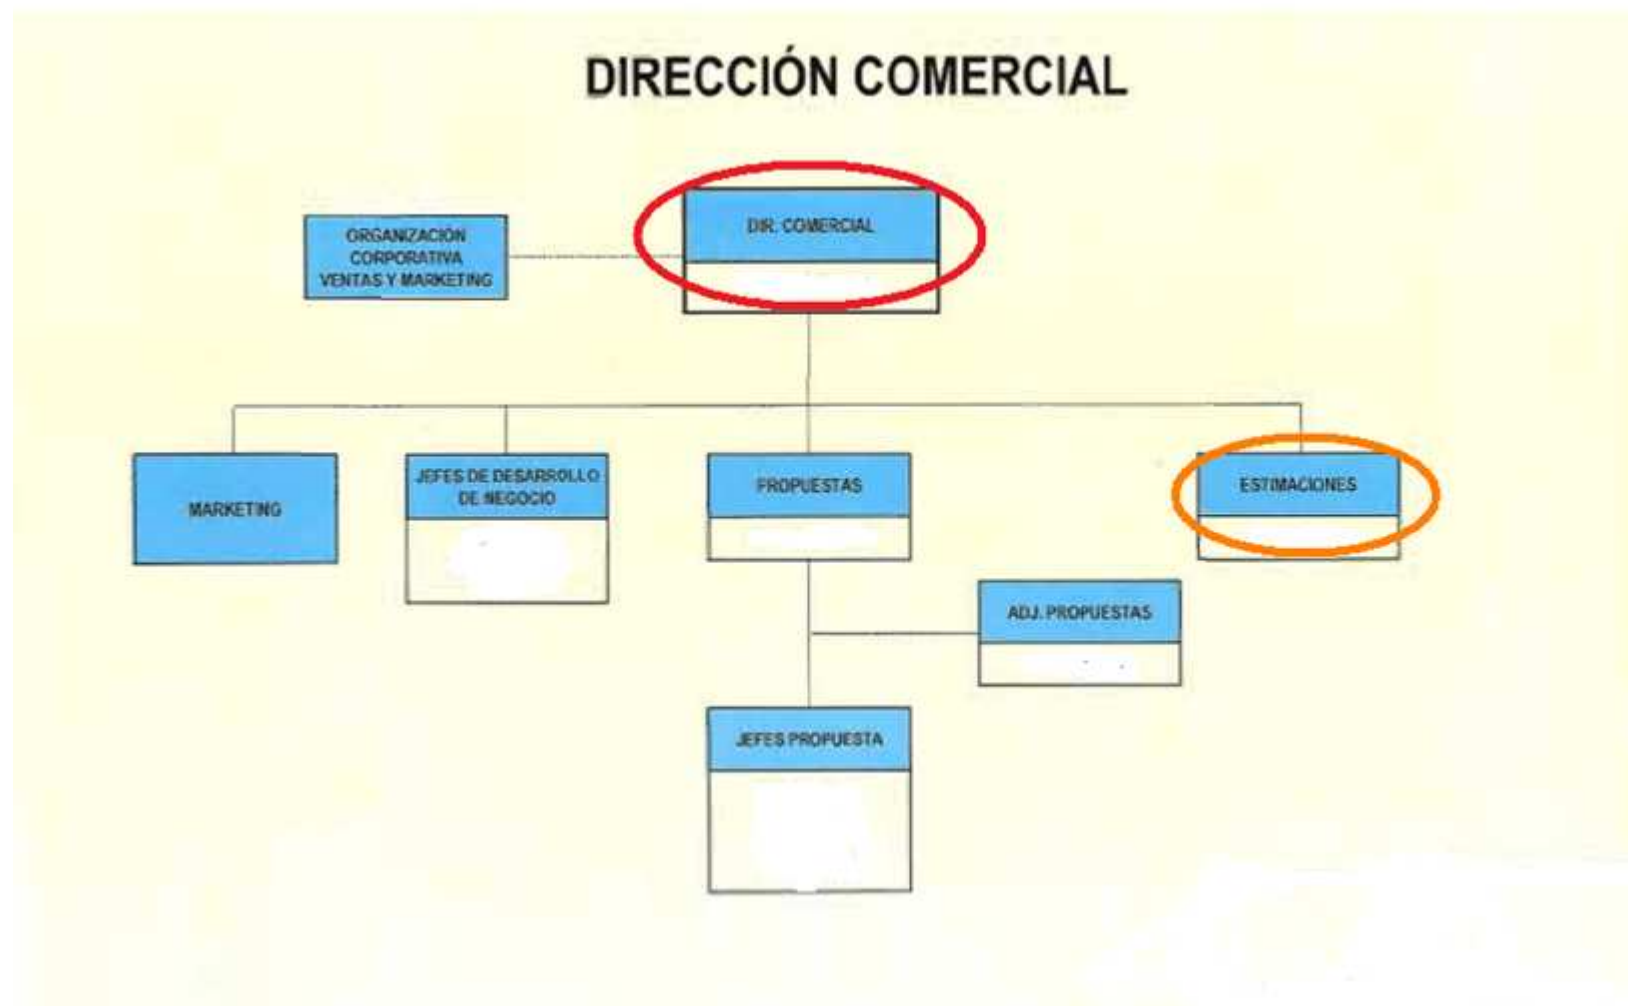 DIRECCIÓN COMERCIAL
DIR. COMERCIAL
ORGANIZACIÓN
CORPORATIVA
VENTAS Y MARKETING
MARKETING
JEFES DE DESARROLLO
DE NEGOCIO
PROPUESTAS
ESTIMACIONES
ADJ. PROPUESTAS
JEFES PROPUESTA